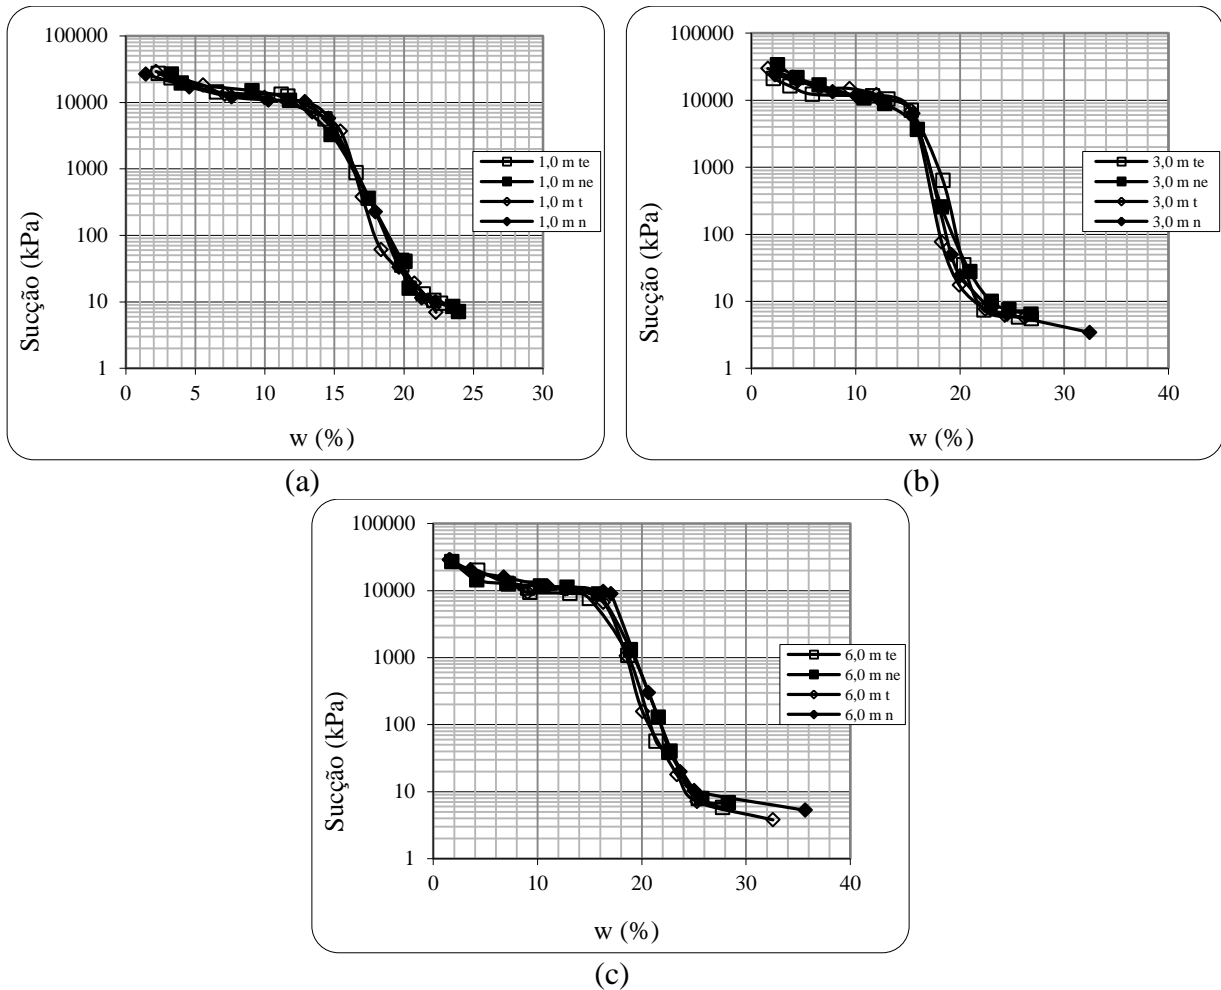 100000
10000
1000
100
10
1
0 5 10 15 20 25 30
Sucção (kPa)
w (%)
1,0 m te
1,0 m ne
1,0 m t
1,0 m n
(a)
100000
10000
1000
100
10
1
0 10 20 30 40
Sucção (kPa)
w (%)
3,0 m te
3,0 m ne
3,0 m t
3,0 m n
(b)
100000
10000
1000
100
10
1
0 10 20 30 40
Sucção (kPa)
w (%)
6,0 m te
6,0 m ne
6,0 m t
6,0 m n
(c)